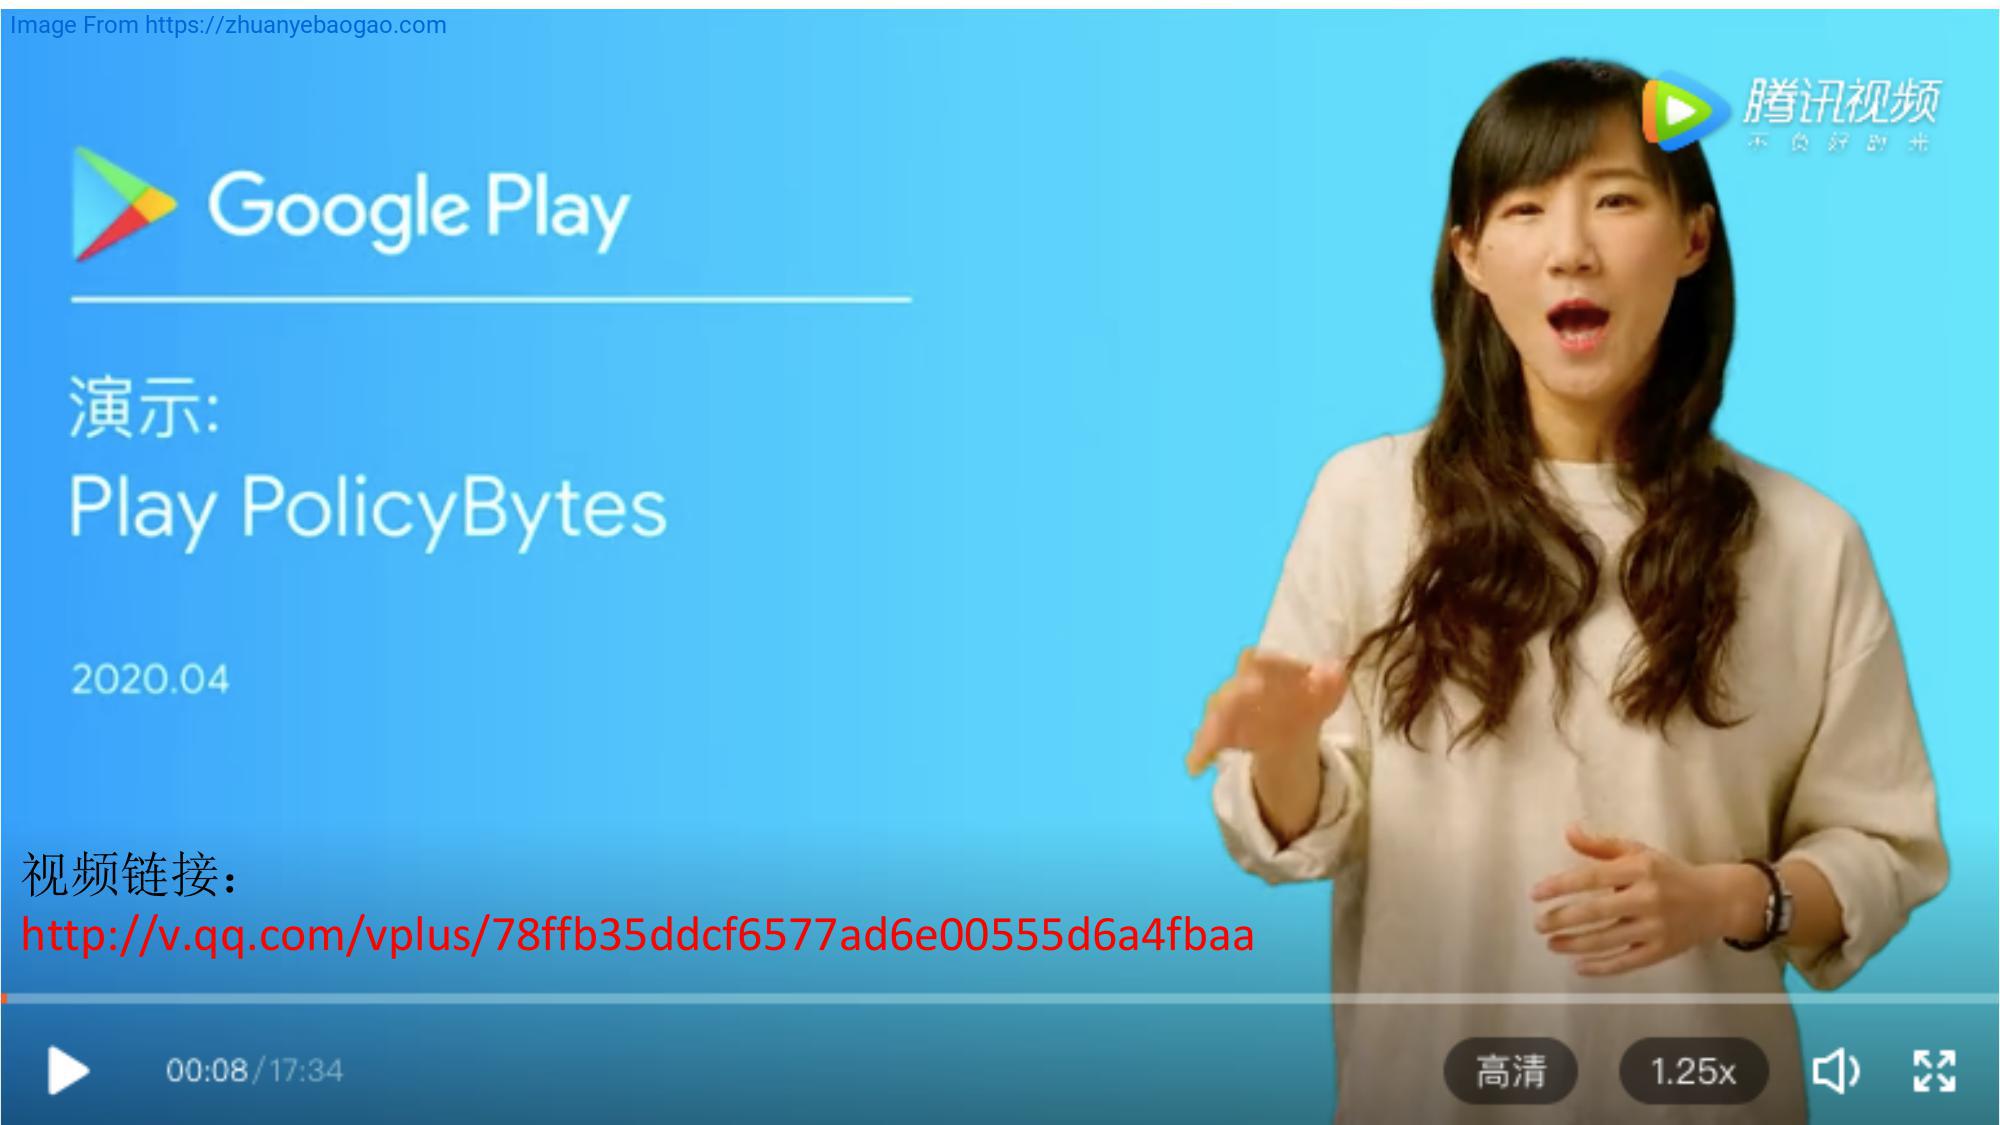 Image From https://zhuanyebaogao.com
腾讯视频
不负好时光
Google Play
演示:
Play PolicyBytes
2020.04
视频链接：
http://v.qq.com/vplus/78ffb35ddcf6577ad6e00555d6a4fbaa
00:08/17:34
高清
1.25x